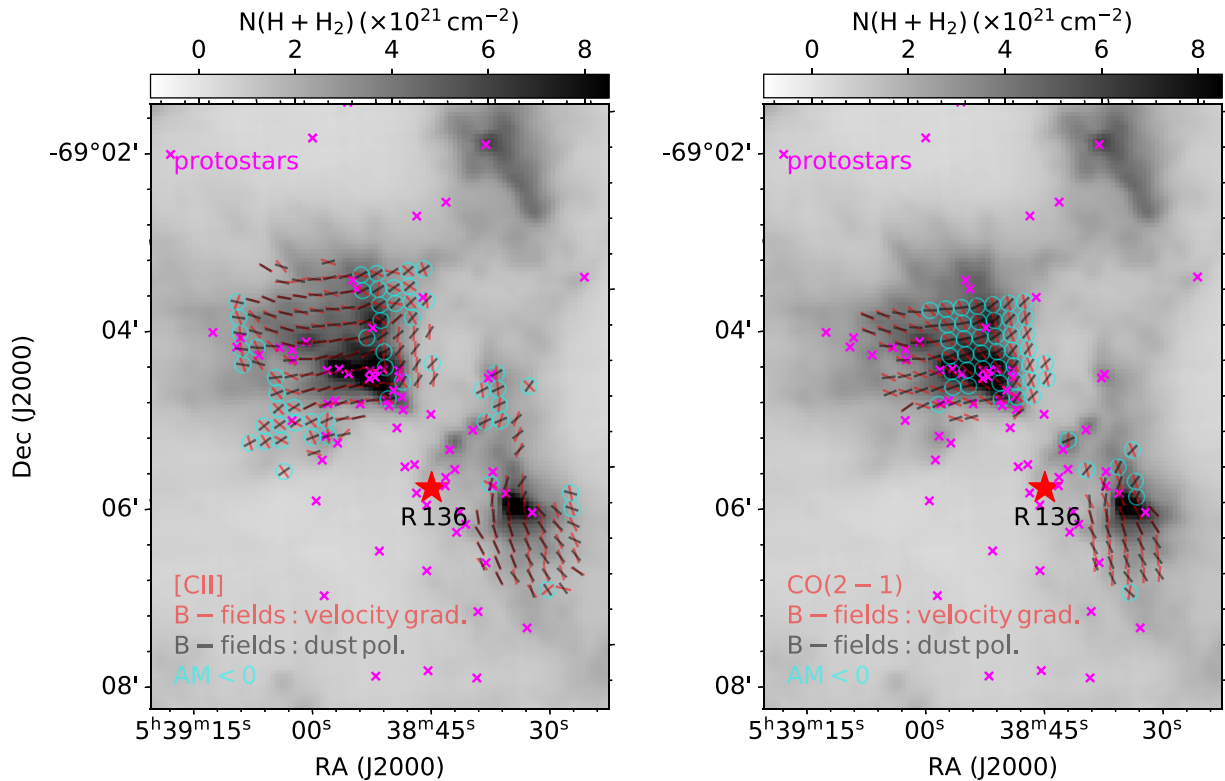 N(H + H₂) (×10²¹ cm⁻²)
0 2 4 6 8
-69°02'
04'
06'
08'
Dec (J2000)
protostars
R 136
[CII]
B − fields : velocity grad.
B − fields : dust pol.
AM < 0
5ʰ39ᵐ15ˢ 00ˢ 38ᵐ45ˢ 30ˢ
RA (J2000)
N(H + H₂) (×10²¹ cm⁻²)
0 2 4 6 8
-69°02'
04'
06'
08'
protostars
R 136
CO(2 − 1)
B − fields : velocity grad.
B − fields : dust pol.
AM < 0
5ʰ39ᵐ15ˢ 00ˢ 38ᵐ45ˢ 30ˢ
RA (J2000)